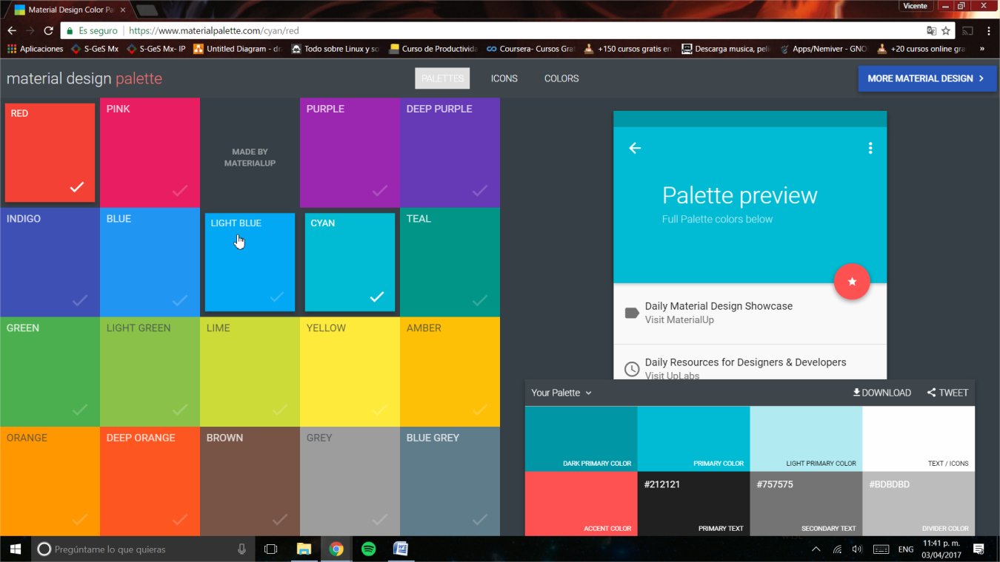 Material Design Color Pa
Vicente
Es seguro
https://www.materialpalette.com/cyan/red
Aplicaciones
S-GeS Mx
S-GeS Mx- IP
Untitled Diagram - dr
Todo sobre Linux y so
Curso de Productivida
Coursera- Cursos Grat
+150 cursos gratis en
Descarga musica, pelí
Apps/Nemiver - GNO
+20 cursos online gra
»
material design palette
PALETTES
ICONS
COLORS
MORE MATERIAL DESIGN
RED
PINK
MADE BY
MATERIALUP
PURPLE
DEEP PURPLE
INDIGO
BLUE
LIGHT BLUE
CYAN
TEAL
GREEN
LIGHT GREEN
LIME
YELLOW
AMBER
ORANGE
DEEP ORANGE
BROWN
GREY
BLUE GREY
Palette preview
Full Palette colors below
Daily Material Design Showcase
Visit MaterialUp
Daily Resources for Designers & Developers
Visit UpLabs
Your Palette
DOWNLOAD
TWEET
DARK PRIMARY COLOR
PRIMARY COLOR
LIGHT PRIMARY COLOR
TEXT / ICONS
ACCENT COLOR
#212121
PRIMARY TEXT
#757575
SECONDARY TEXT
#BDBDBD
DIVIDER COLOR
Pregúntame lo que quieras
ENG
11:41 p. m.
03/04/2017